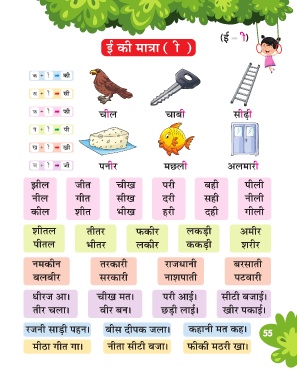 ई की मात्रा ( ी )
(ई – ी)
चील चाबी सीढ़ी
पनीर मछली अलमारी
झील जीत चीख परी बही पीली
नील गीत सीख दरी सही नीली
कील शीत भीख हरी दही गीली
शीतल तीतर फकीर लकड़ी अमीर
पीतल भीतर लकीर ककड़ी शरीर
नमकीन तरकारी राजधानी बरसाती
बलबीर सरकारी नाशपाती पटवारी
धीरज आ। चीख मत। परी आई। सीटी बजाई।
तीर चला। वीर बन। छड़ी लाई। खीर पकाई।
रजनी साड़ी पहन। बीस दीपक जला। कहानी मत कह।
मीठा गीत गा। नीता सीटी बजा। फीकी मठरी खा।
55